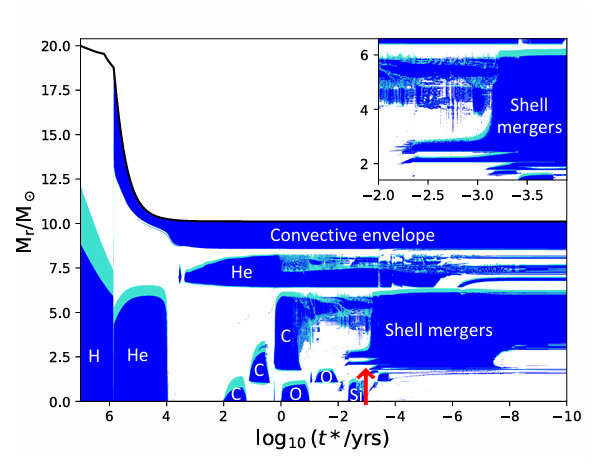 20.0
17.5
15.0
12.5
10.0
7.5
5.0
2.5
0.0
M_r/M_⊙
6
4
2
−2.0 −2.5 −3.0 −3.5
Shell
mergers
Convective envelope
He
H
He
C
C
C
O
O
Si
Shell mergers
6 4 2 0 −2 −4 −6 −8 −10
log₁₀ (t*/yrs)